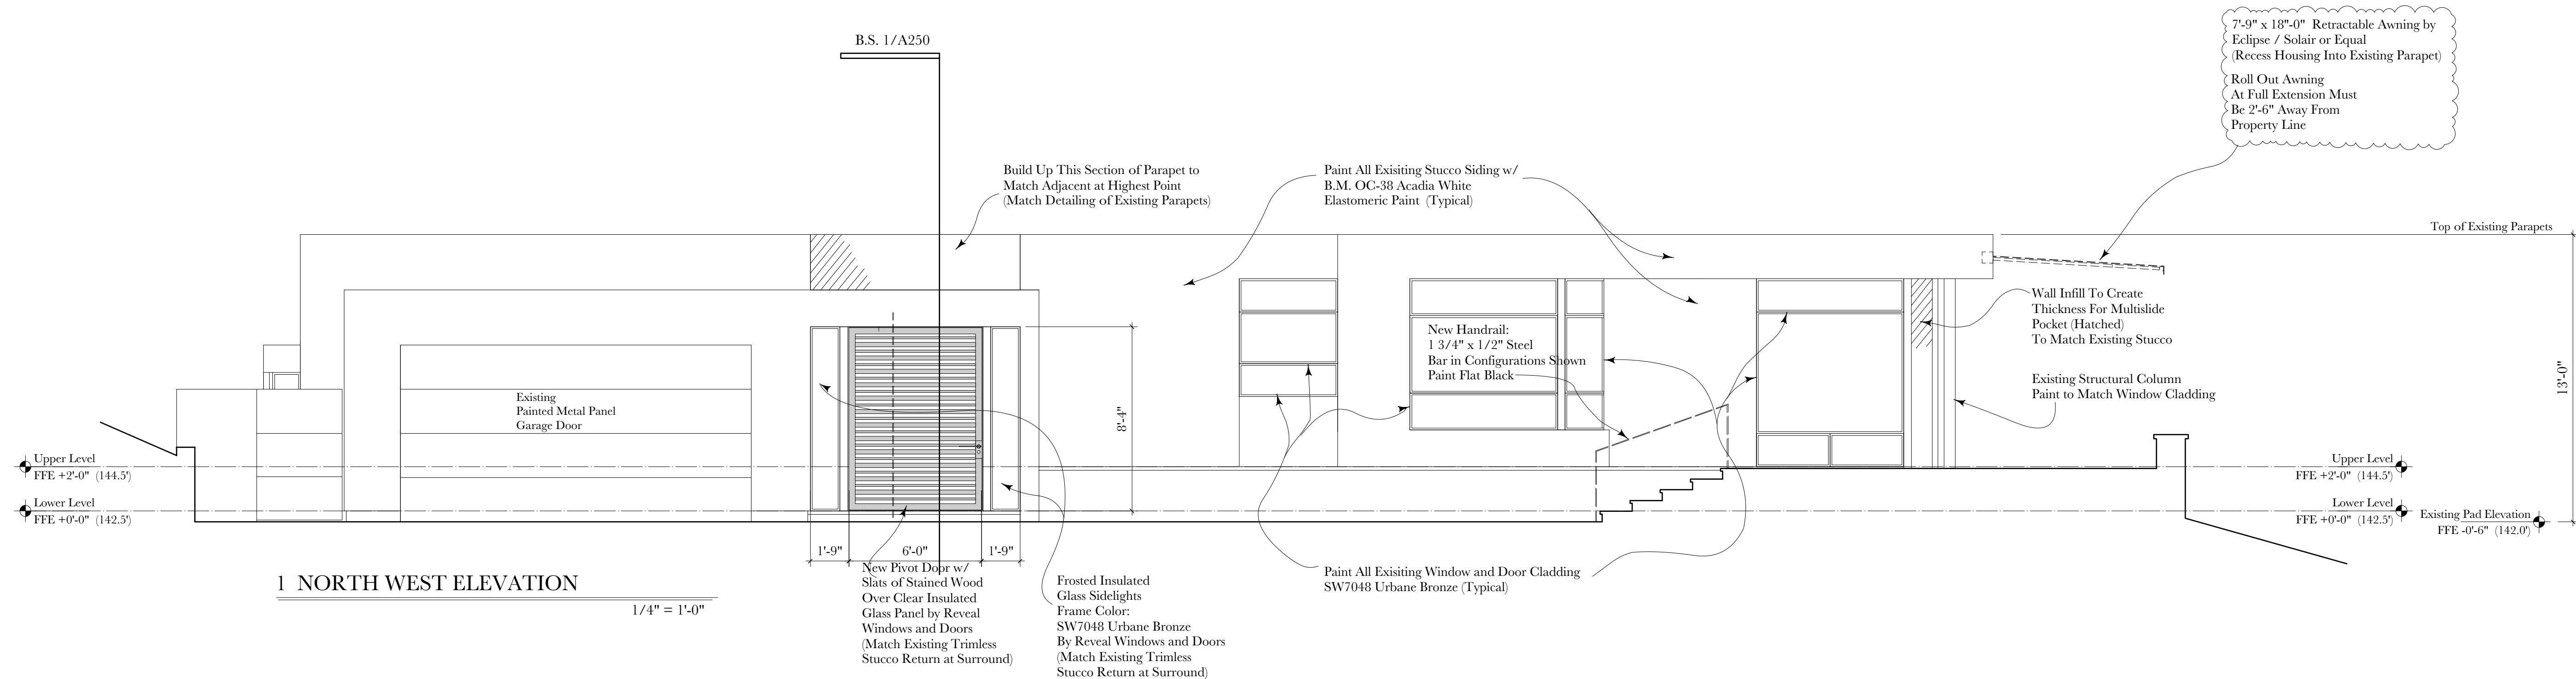 B.S. 1/A250
7'-9" x 18"-0" Retractable Awning by
Eclipse / Solair or Equal
(Recess Housing Into Existing Parapet)
Roll Out Awning
At Full Extension Must
Be 2'-6" Away From
Property Line
Build Up This Section of Parapet to
Match Adjacent at Highest Point
(Match Detailing of Existing Parapets)
Paint All Exisiting Stucco Siding w/
B.M. OC-38 Acadia White
Elastomeric Paint (Typical)
Top of Existing Parapets
Wall Infill To Create
Thickness For Multislide
Pocket (Hatched)
To Match Existing Stucco
New Handrail:
1 3/4" x 1/2" Steel
Bar in Configurations Shown
Paint Flat Black
Existing Structural Column
Paint to Match Window Cladding
13'-0"
Existing
Painted Metal Panel
Garage Door
8'-4"
Upper Level
FFE +2'-0" (144.5')
Lower Level
FFE +0'-0" (142.5')
Upper Level
FFE +2'-0" (144.5')
Lower Level
FFE +0'-0" (142.5')
Existing Pad Elevation
FFE -0'-6" (142.0')
1'-9"
6'-0"
1'-9"
New Pivot Door w/
Slats of Stained Wood
Over Clear Insulated
Glass Panel by Reveal
Windows and Doors
(Match Existing Trimless
Stucco Return at Surround)
Frosted Insulated
Glass Sidelights
Frame Color:
SW7048 Urbane Bronze
By Reveal Windows and Doors
(Match Existing Trimless
Stucco Return at Surround)
Paint All Exisiting Window and Door Cladding
SW7048 Urbane Bronze (Typical)
1 NORTH WEST ELEVATION
1/4" = 1'-0"